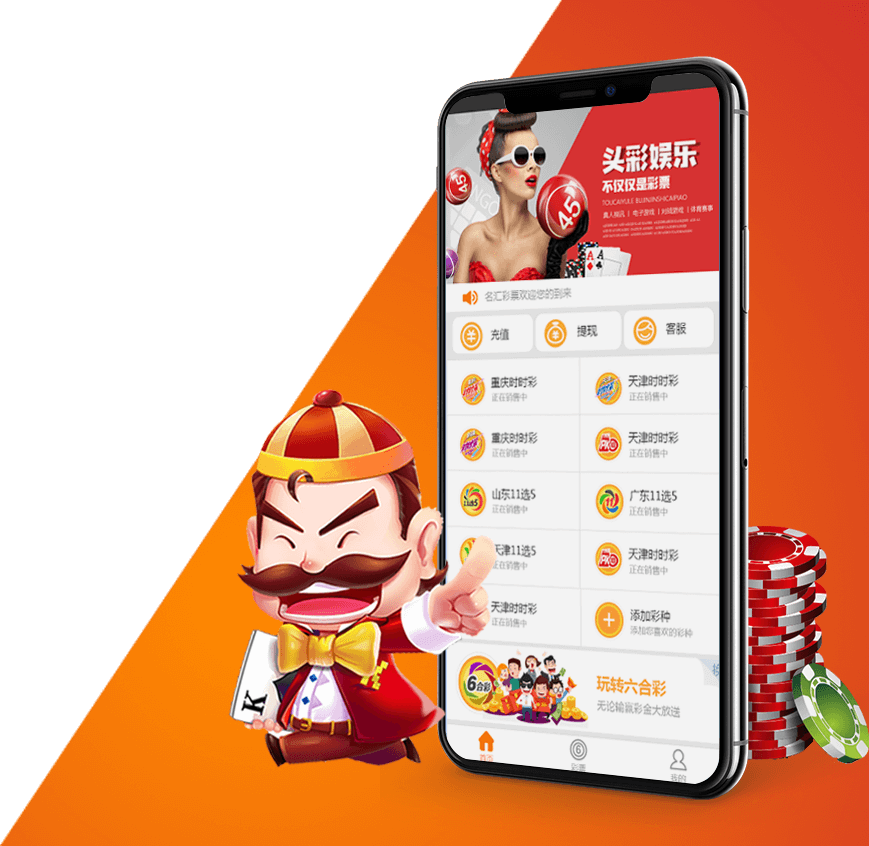 头彩娱乐
不仅仅是彩票
TOUCAIYULE BUJINJINSHICAIPIAO
真人娱乐 | 电子游戏 | 对战游戏 | 体育赛事
45
45
A A
名汇彩票欢迎您的到来
充值 提现 客服
重庆时时彩 天津时时彩
正在销售中 正在销售中
重庆时时彩 天津时时彩
正在销售中 正在销售中
山东11选5 广东11选5
正在销售中 正在销售中
天津11选5 天津时时彩
正在销售中 正在销售中
天津时时彩 添加彩种
正在销售中 添加您喜欢的彩种
6合彩 玩转六合彩
无论输赢彩金大放送
首页 彩票 我的
K